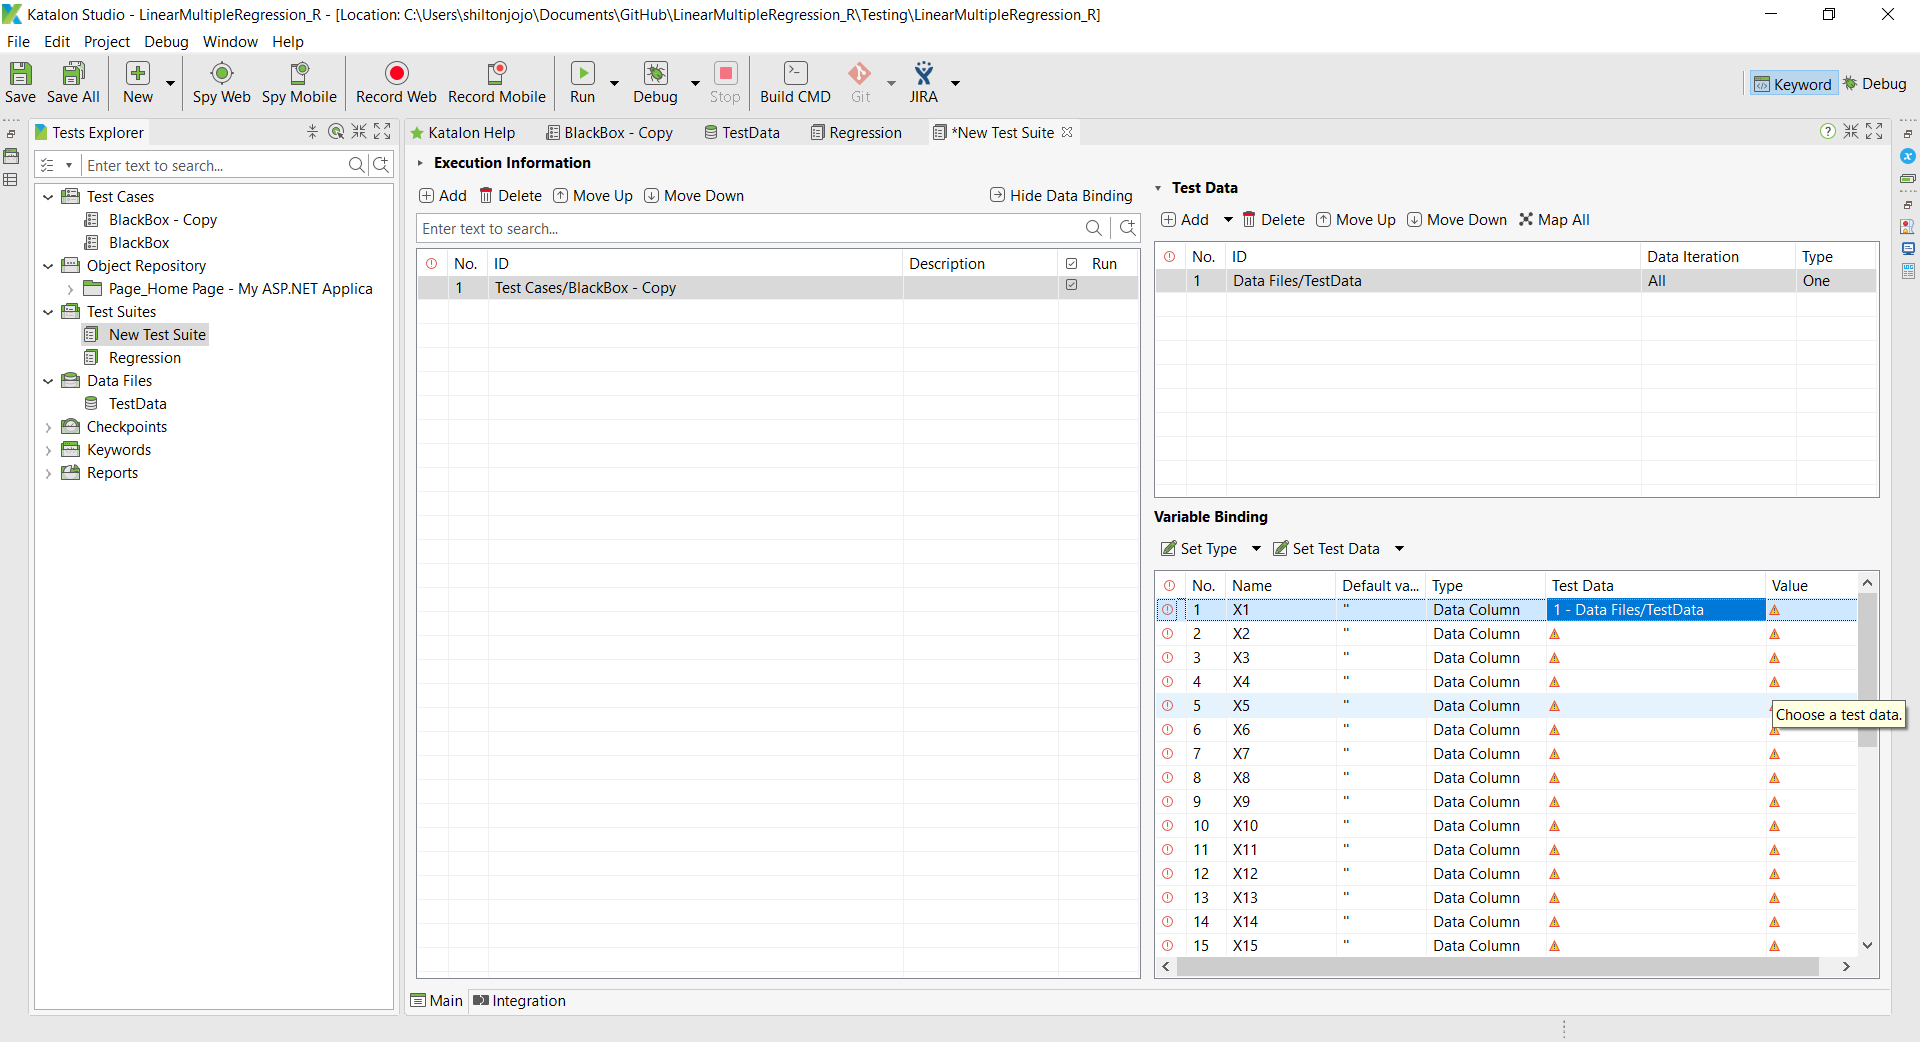 Katalon Studio - LinearMultipleRegression_R - [Location: C:\Users\shiltonjojo\Documents\GitHub\LinearMultipleRegression_R\Testing\LinearMultipleRegression_R]
File Edit Project Debug Window Help
Save Save All New Spy Web Spy Mobile Record Web Record Mobile Run Debug Stop Build CMD Git JIRA Keyword Debug
Tests Explorer
Enter text to search...
Test Cases
BlackBox - Copy
BlackBox
Object Repository
Page_Home Page - My ASP.NET Applica
Test Suites
New Test Suite
Regression
Data Files
TestData
Checkpoints
Keywords
Reports
Katalon Help BlackBox - Copy TestData Regression *New Test Suite
Execution Information
Add Delete Move Up Move Down Hide Data Binding
Enter text to search...
No. ID Description Run
1 Test Cases/BlackBox - Copy
Test Data
Add Delete Move Up Move Down Map All
No. ID Data Iteration Type
1 Data Files/TestData All One
Variable Binding
Set Type Set Test Data
No. Name Default va... Type Test Data Value
1 X1 '' Data Column 1 - Data Files/TestData
2 X2 '' Data Column
3 X3 '' Data Column
4 X4 '' Data Column
5 X5 '' Data Column
Choose a test data.
6 X6 '' Data Column
7 X7 '' Data Column
8 X8 '' Data Column
9 X9 '' Data Column
10 X10 '' Data Column
11 X11 '' Data Column
12 X12 '' Data Column
13 X13 '' Data Column
14 X14 '' Data Column
15 X15 '' Data Column
Main Integration